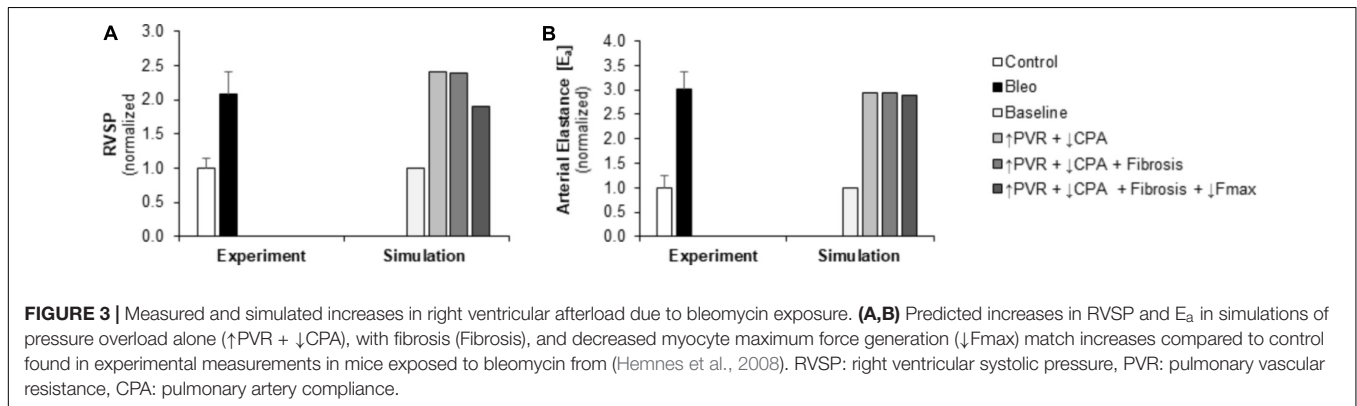 A
3.0
2.5
2.0
1.5
1.0
0.5
0.0
RVSP
(normalized)
Experiment
Simulation
B
4.0
3.5
3.0
2.5
2.0
1.5
1.0
0.5
0.0
Arterial Elastance [Ea]
(normalized)
Experiment
Simulation
Control
Bleo
Baseline
↑PVR + ↓CPA
↑PVR + ↓CPA + Fibrosis
↑PVR + ↓CPA + Fibrosis + ↓Fmax
FIGURE 3 | Measured and simulated increases in right ventricular afterload due to bleomycin exposure. (A,B) Predicted increases in RVSP and Ea in simulations of
pressure overload alone (↑PVR + ↓CPA), with fibrosis (Fibrosis), and decreased myocyte maximum force generation (↓Fmax) match increases compared to control
found in experimental measurements in mice exposed to bleomycin from (Hemnes et al., 2008). RVSP: right ventricular systolic pressure, PVR: pulmonary vascular
resistance, CPA: pulmonary artery compliance.